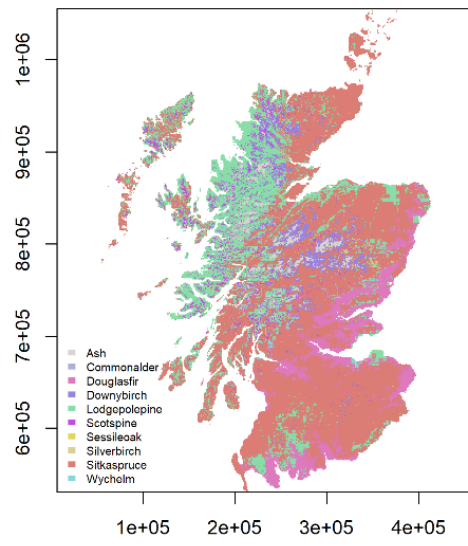 1e+06
9e+05
8e+05
7e+05
6e+05
Ash
Commonalder
Douglasfir
Downybirch
Lodgepolepine
Scotspine
Sessileoak
Silverbirch
Sitkaspruce
Wychelm
1e+05 2e+05 3e+05 4e+05